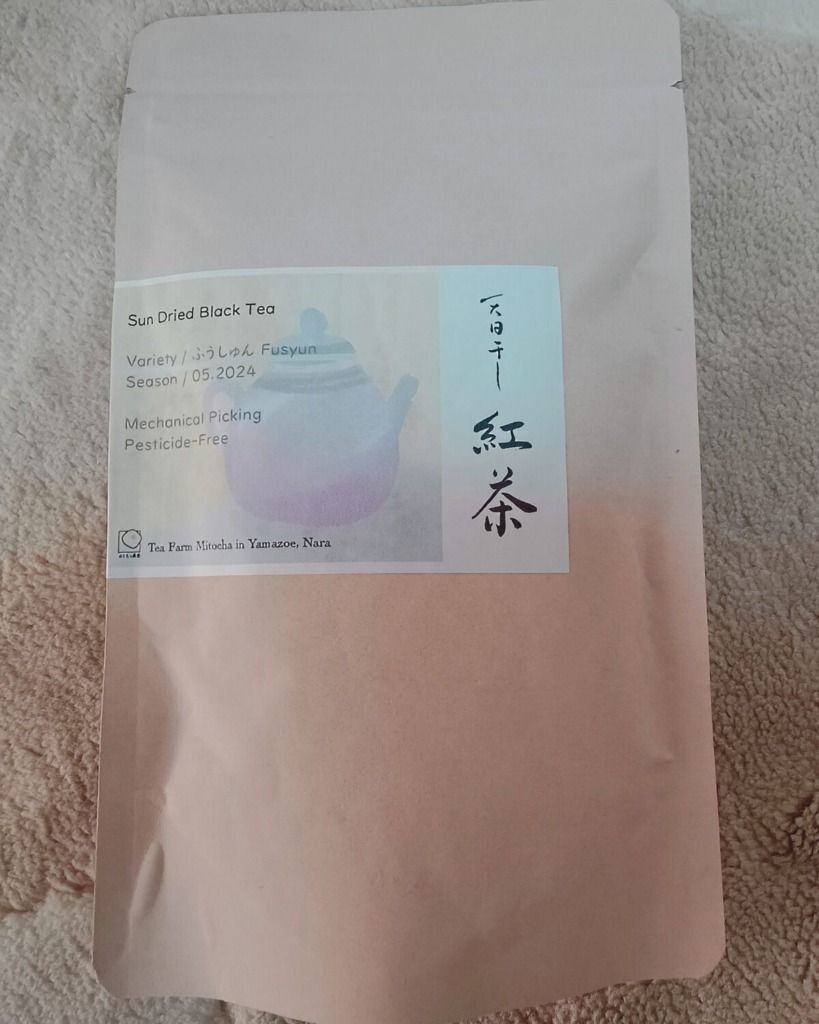 Sun Dried Black Tea
Variety / ふうしゅん Fusyun
Season / 05.2024
Mechanical Picking
Pesticide-Free
Tea Farm Mitocha in Yamazoe, Nara
天日干し
紅茶